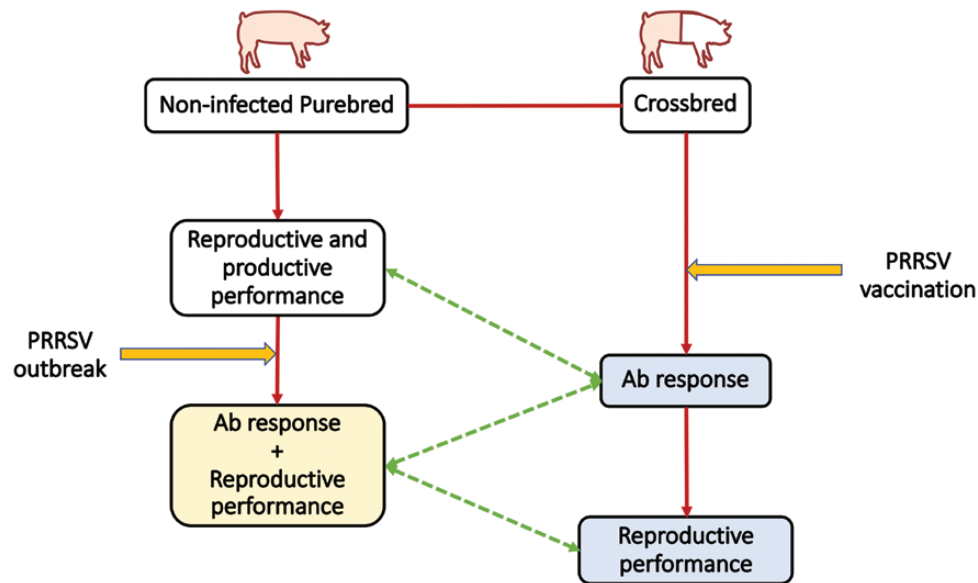 Non-infected Purebred
Crossbred
Reproductive and
productive
performance
PRRSV
vaccination
PRRSV
outbreak
Ab response
Ab response
+
Reproductive
performance
Reproductive
performance